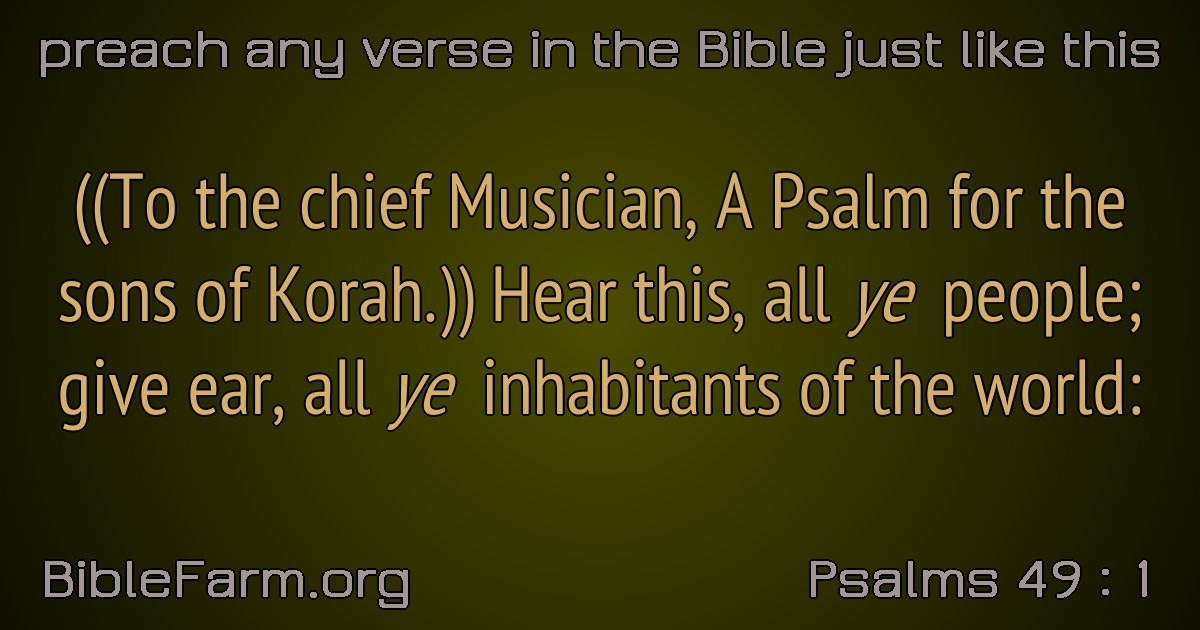 preach any verse in the Bible just like this
((To the chief Musician, A Psalm for the
sons of Korah.)) Hear this, all ye people;
give ear, all ye inhabitants of the world:
BibleFarm.org
Psalms 49 : 1